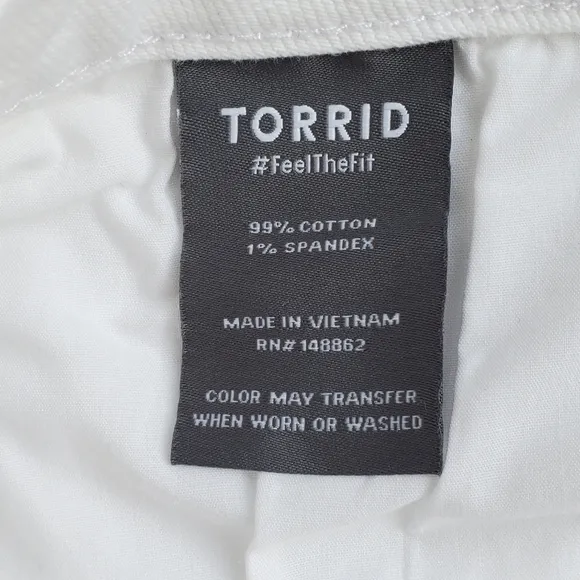 TORRID
#FeelTheFit
99% COTTON
1% SPANDEX
MADE IN VIETNAM
RN# 148862
COLOR MAY TRANSFER
WHEN WORN OR WASHED